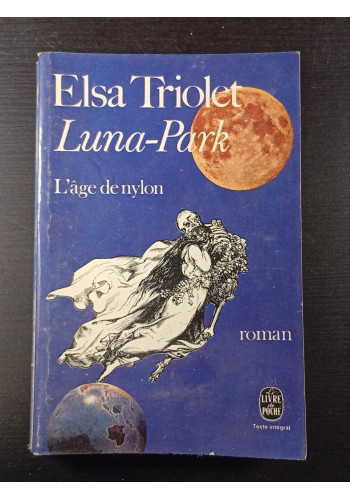 Elsa Triolet
Luna-Park
L'âge de nylon
roman
Le
LIVRE
de
POCHE
Texte intégral